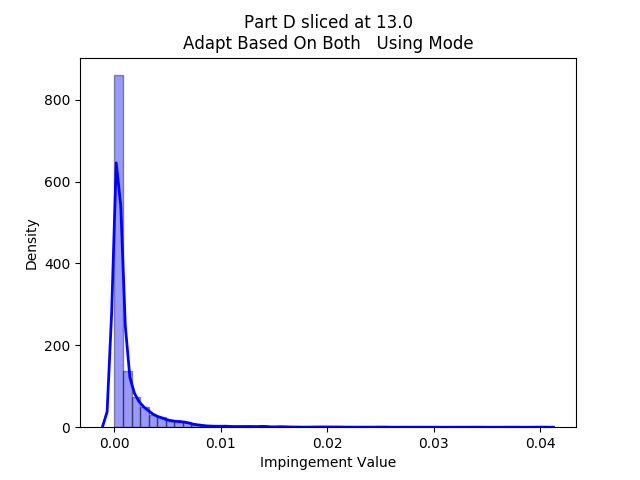 Part D sliced at 13.0
Adapt Based On Both   Using Mode
Density
800
600
400
200
0
0.00 0.01 0.02 0.03 0.04
Impingement Value